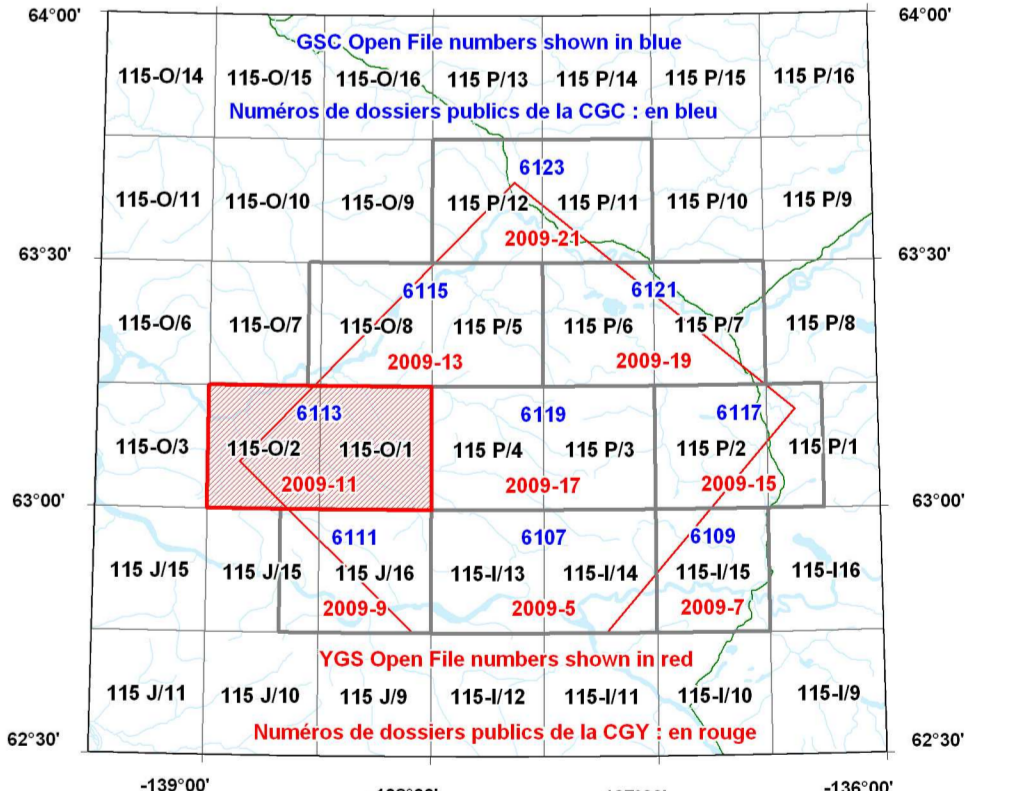 64°00' 64°00'
GSC Open File numbers shown in blue
115-O/14 115-O/15 115-O/16 115 P/13 115 P/14 115 P/15 115 P/16
Numéros de dossiers publics de la CGC : en bleu
6123
115-O/11 115-O/10 115-O/9 115 P/12 115 P/11 115 P/10 115 P/9
2009-21
63°30' 63°30'
6115 6121
115-O/6 115-O/7 115-O/8 115 P/5 115 P/6 115 P/7 115 P/8
2009-13 2009-19
6113 6119 6117
115-O/3 115-O/2 115-O/1 115 P/4 115 P/3 115 P/2 115 P/1
2009-11 2009-17 2009-15
63°00' 63°00'
6111 6107 6109
115 J/15 115 J/15 115 J/16 115-I/13 115-I/14 115-I/15 115-I16
2009-9 2009-5 2009-7
YGS Open File numbers shown in red
115 J/11 115 J/10 115 J/9 115-I/12 115-I/11 115-I/10 115-I/9
Numéros de dossiers publics de la CGY : en rouge
62°30' 62°30'
-139°00' -136°00'